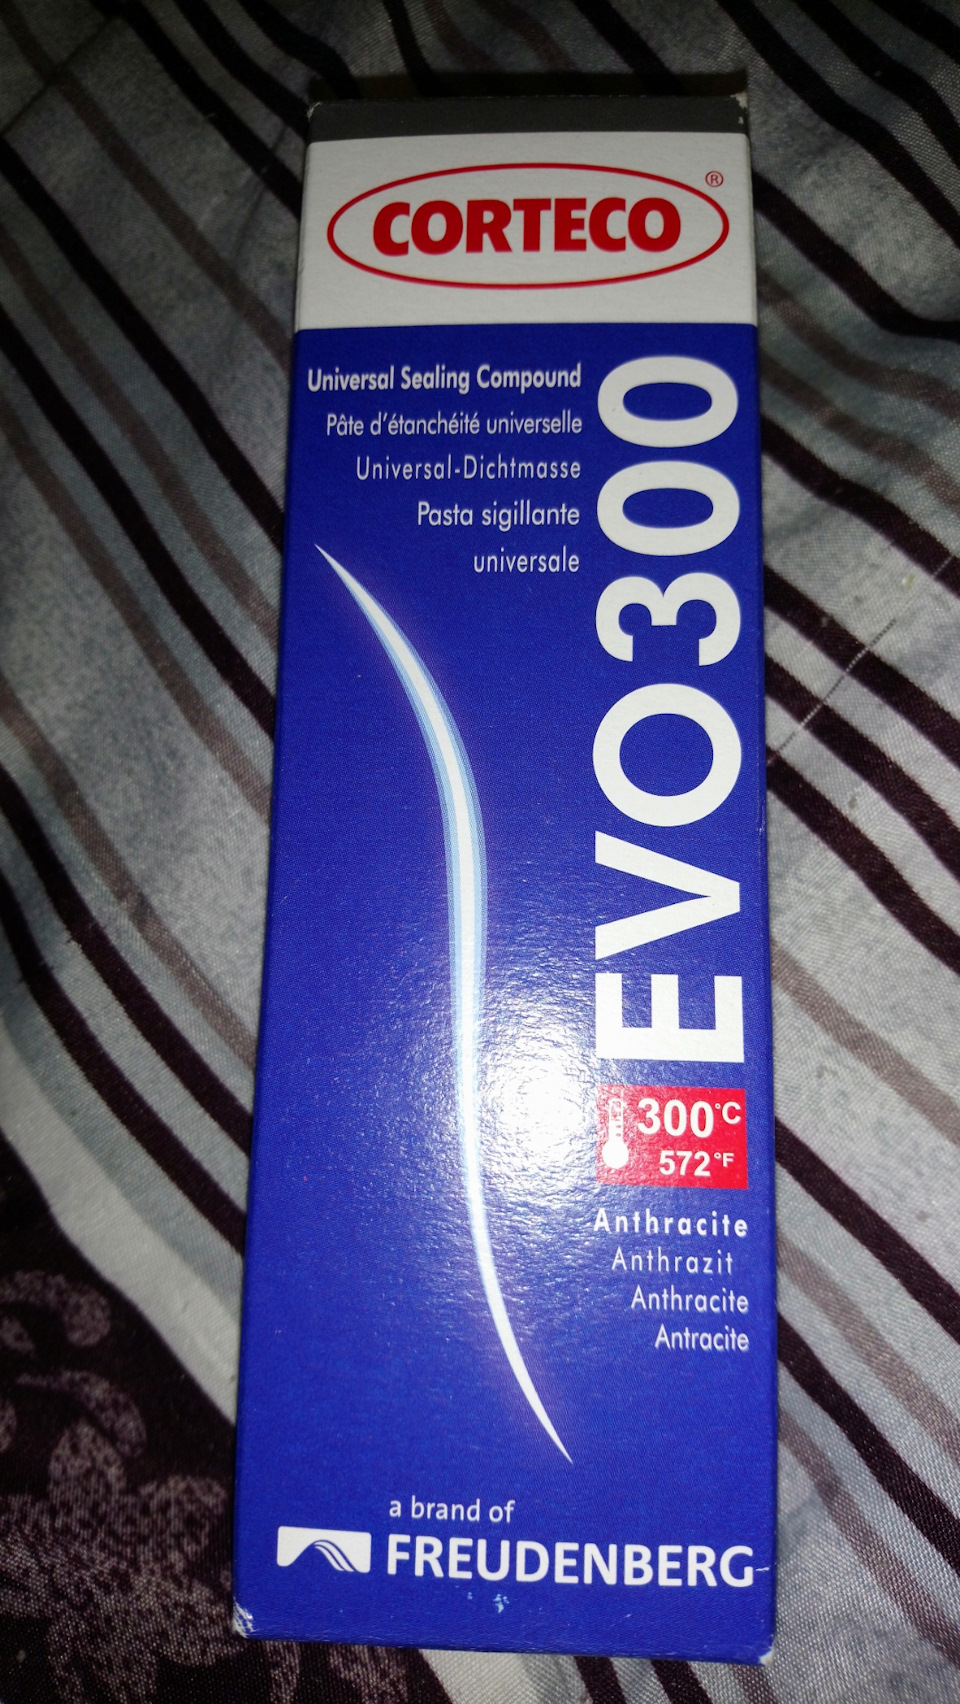 CORTECO®
Universal Sealing Compound
Pâte d'étanchéité universelle
Universal-Dichtmasse
Pasta sigillante
universale
EVO300
300°C
572°F
Anthracite
Anthrazit
Anthracite
Antracite
a brand of
FREUDENBERG